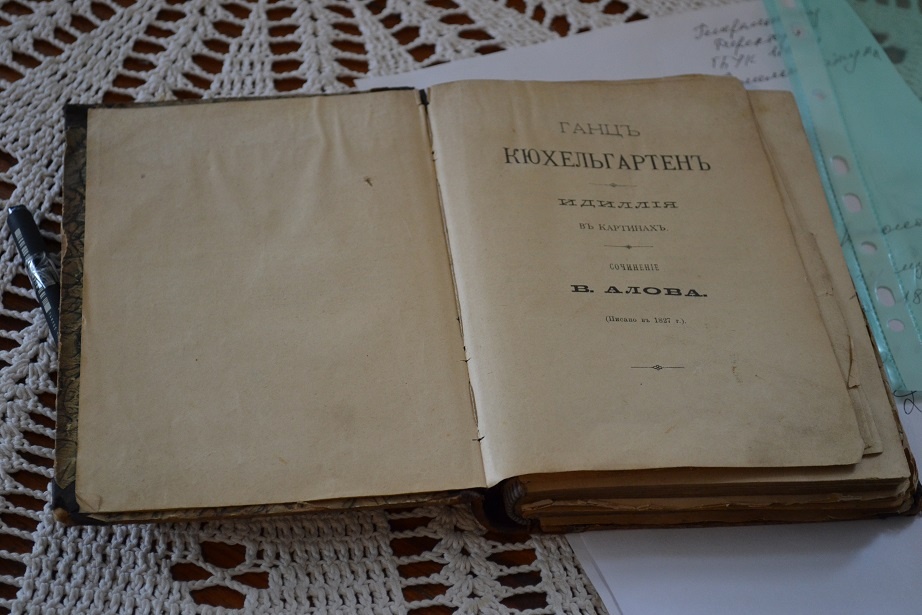 ГАНЦЪ
КЮХЕЛЬГАРТЕНЪ
ИДИЛЛІЯ
ВЪ КАРТИНАХЪ.
СОЧИНЕНІЕ
В. АЛОВА.
(Писано въ 1827 г.).